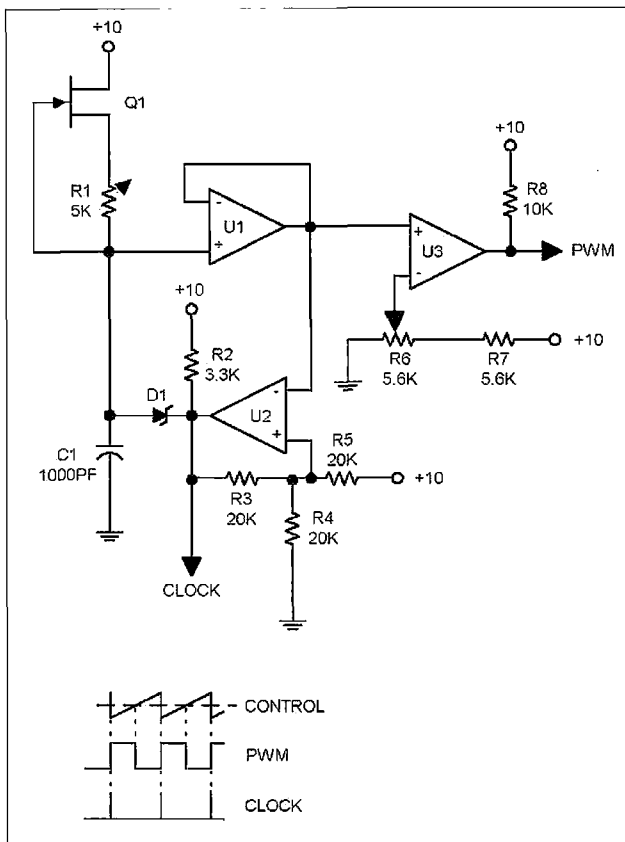 +10
Q1
R1
5K
-
+
U1
+10
R8
10K
+
-
U3
PWM
+10
R2
3.3K
R6
5.6K
R7
5.6K
+10
D1
U2
-
+
C1
1000PF
R3
20K
R5
20K
+10
R4
20K
CLOCK
CONTROL
PWM
CLOCK